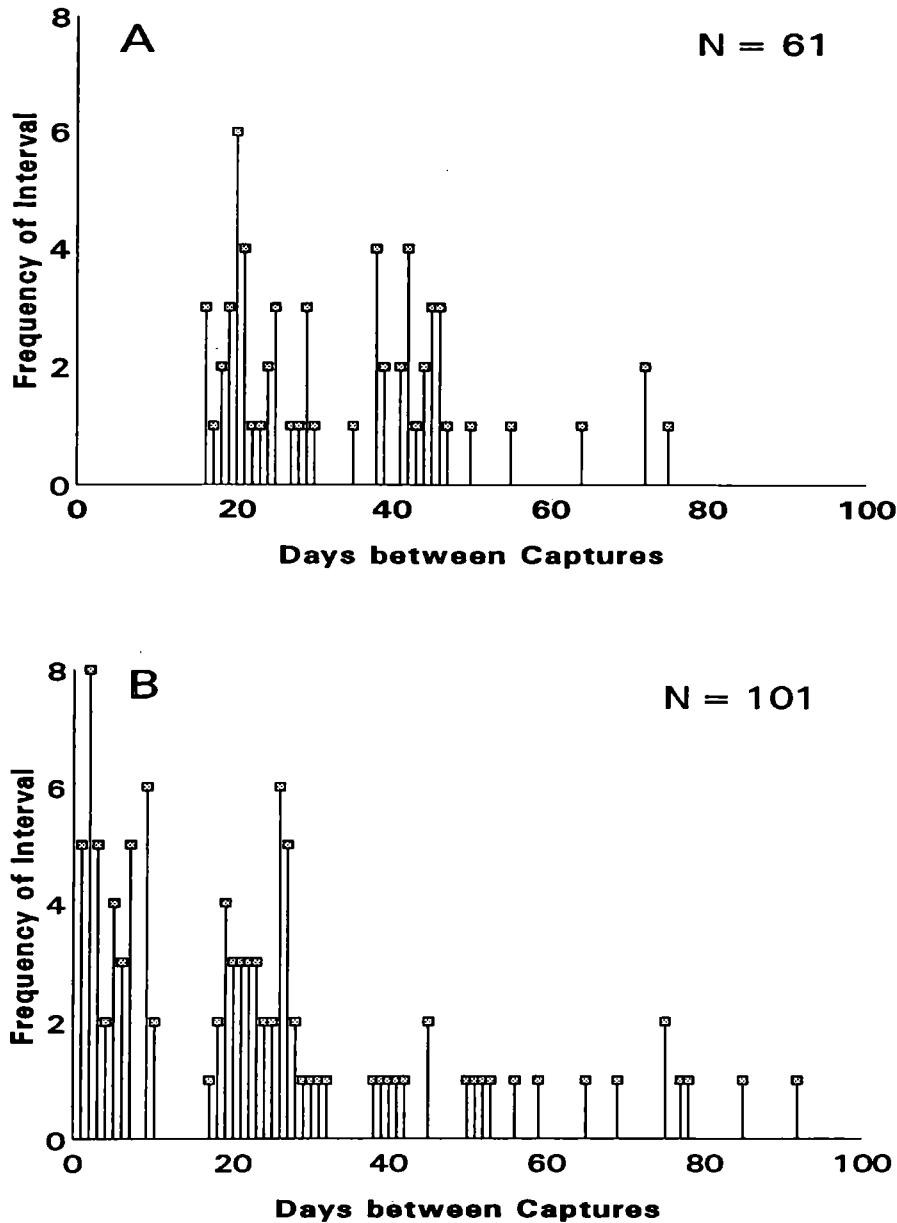 A
N = 61
Frequency of Interval
8
6
4
2
0
0 20 40 60 80 100
Days between Captures
B
N = 101
Frequency of Interval
8
6
4
2
0
0 20 40 60 80 100
Days between Captures